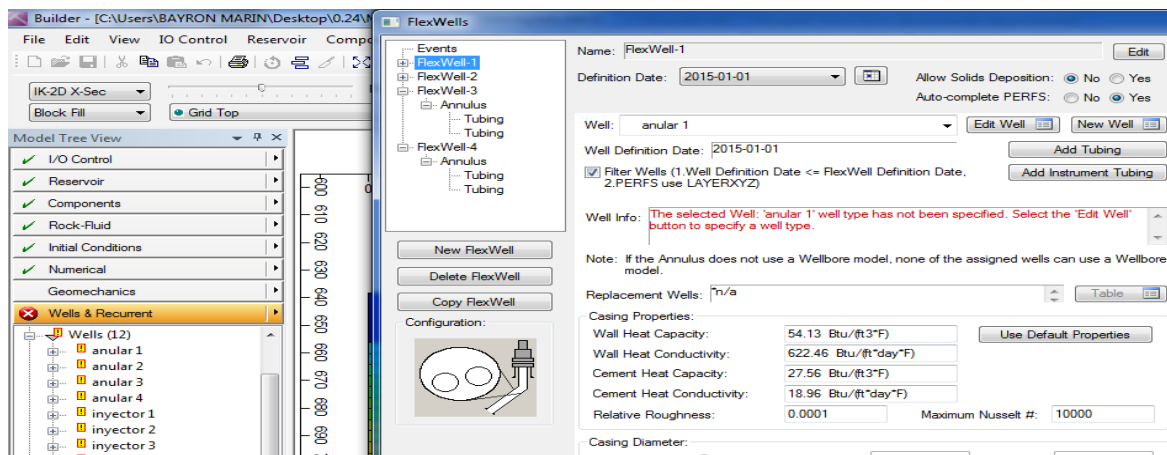 Builder - [C:\Users\BAYRON MARIN\Desktop\0.24\
File Edit View IO Control Reservoir Compo
IK-2D X-Sec
Block Fill Grid Top
Model Tree View
I/O Control
Reservoir
Components
Rock-Fluid
Initial Conditions
Numerical
Geomechanics
Wells & Recurrent
Wells (12)
anular 1
anular 2
anular 3
anular 4
inyector 1
inyector 2
inyector 3
600
610
620
630
640
650
660
670
680
690
0
FlexWells
Events
FlexWell-1
FlexWell-2
FlexWell-3
Annulus
Tubing
Tubing
FlexWell-4
Annulus
Tubing
Tubing
New FlexWell
Delete FlexWell
Copy FlexWell
Configuration:
Name: FlexWell-1 Edit
Definition Date: 2015-01-01 Allow Solids Deposition: No Yes
Auto-complete PERFS: No Yes
Well: anular 1 Edit Well New Well
Well Definition Date: 2015-01-01 Add Tubing
Filter Wells (1.Well Definition Date <= FlexWell Definition Date, Add Instrument Tubing
2.PERFS use LAYERXYZ)
Well Info: The selected Well: 'anular 1' well type has not been specified. Select the 'Edit Well'
button to specify a well type.
Note: If the Annulus does not use a Wellbore model, none of the assigned wells can use a Wellbore
model.
Replacement Wells: *n/a Table
Casing Properties:
Wall Heat Capacity: 54.13 Btu/(ft3*F) Use Default Properties
Wall Heat Conductivity: 622.46 Btu/(ft*day*F)
Cement Heat Capacity: 27.56 Btu/(ft3*F)
Cement Heat Conductivity: 18.96 Btu/(ft*day*F)
Relative Roughness: 0.0001 Maximum Nusselt #: 10000
Casing Diameter: